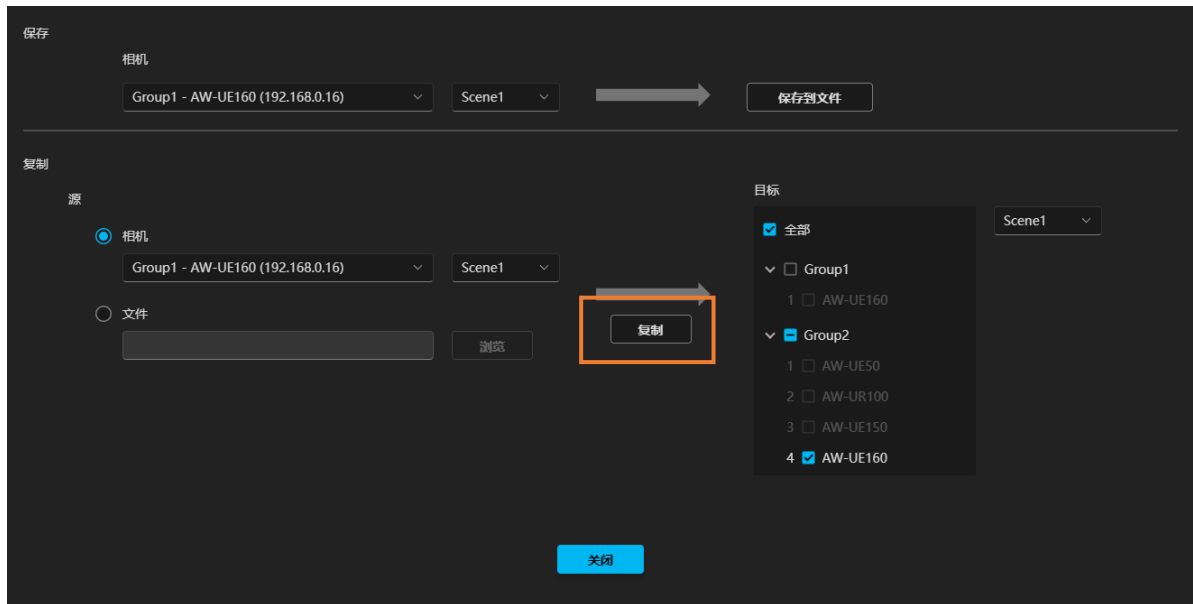 保存
相机
Group1 - AW-UE160 (192.168.0.16)
Scene1
保存到文件
复制
源
相机
Group1 - AW-UE160 (192.168.0.16)
Scene1
文件
浏览
复制
目标
全部
Scene1
Group1
1 AW-UE160
Group2
1 AW-UE50
2 AW-UR100
3 AW-UE150
4 AW-UE160
关闭